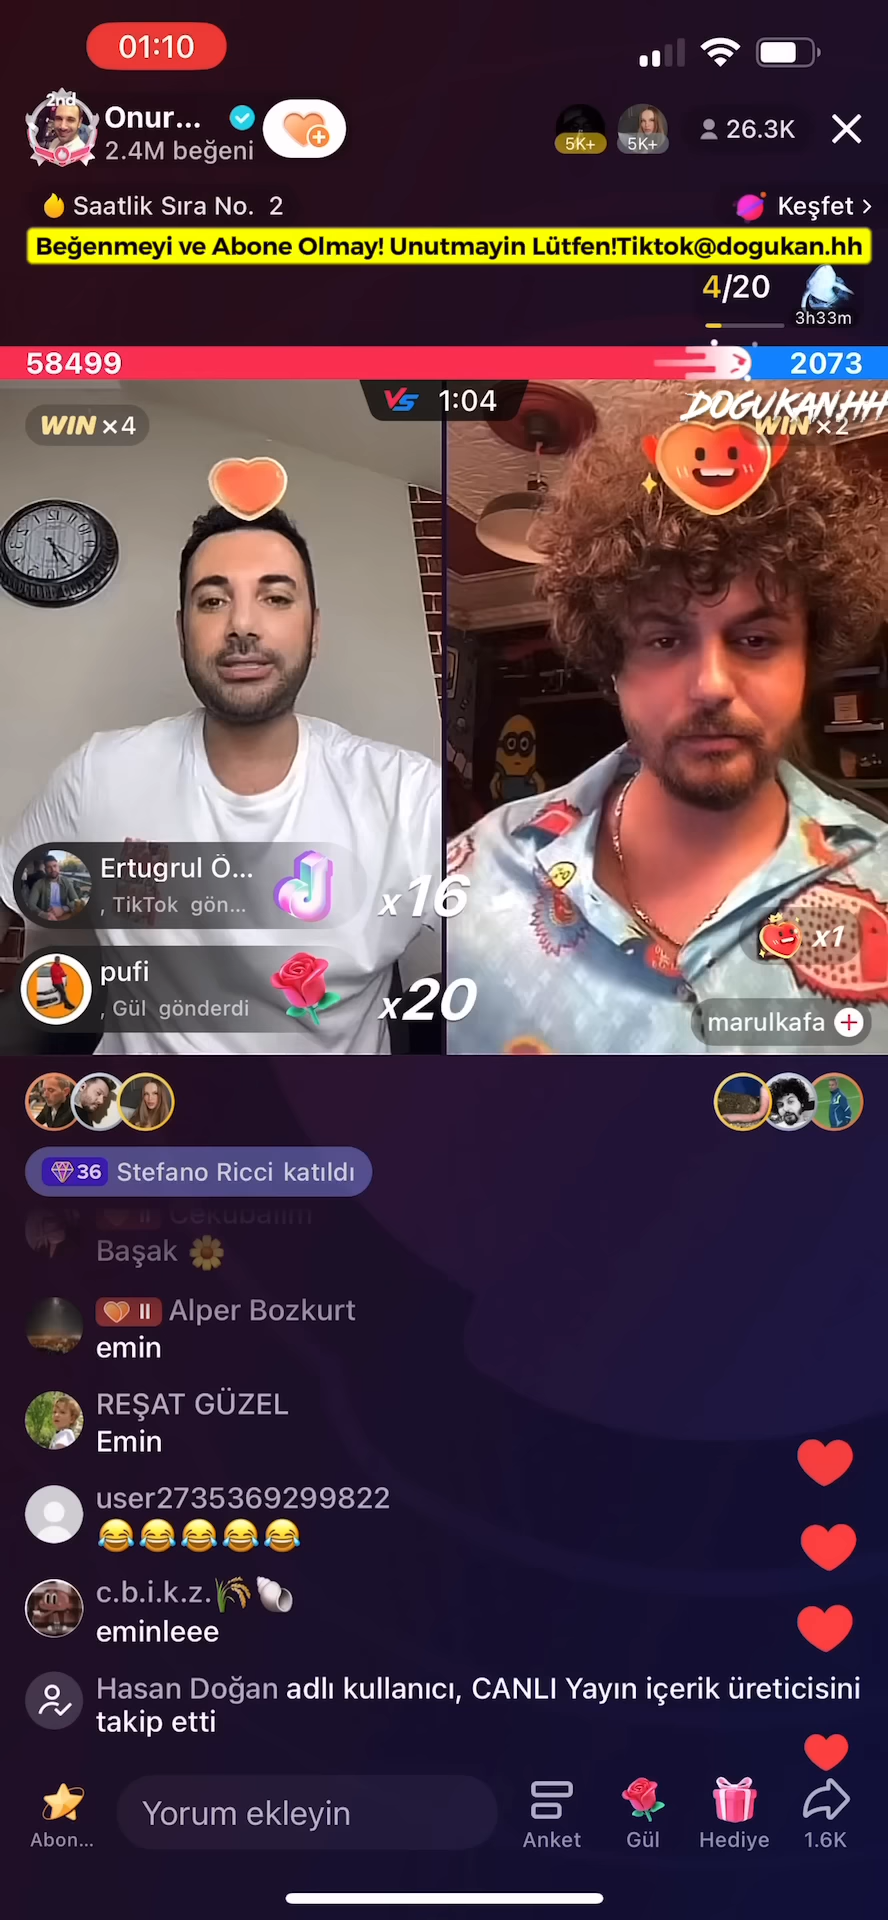 01:10
2nd
Onur...
2.4M beğeni
5K+
5K+
26.3K
Saatlik Sıra No. 2
Keşfet
Beğenmeyi ve Abone Olmay! Unutmayin Lütfen!Tiktok@dogukan.hh
4/20
3h33m
58499
2073
VS 1:04
DOGUKAN.HH
WIN x4
WIN x2
Ertugrul Ö...
, TikTok gön...
x16
x1
pufi
, Gül gönderdi
x20
marulkafa
36 Stefano Ricci katıldı
II Cekubalim
Başak
II Alper Bozkurt
emin
REŞAT GÜZEL
Emin
user2735369299822
😂😂😂😂😂
c.b.i.k.z.🌾🐚
eminleee
Hasan Doğan adlı kullanıcı, CANLI Yayın içerik üreticisini
takip etti
Yorum ekleyin
Abon...
Anket
Gül
Hediye
1.6K